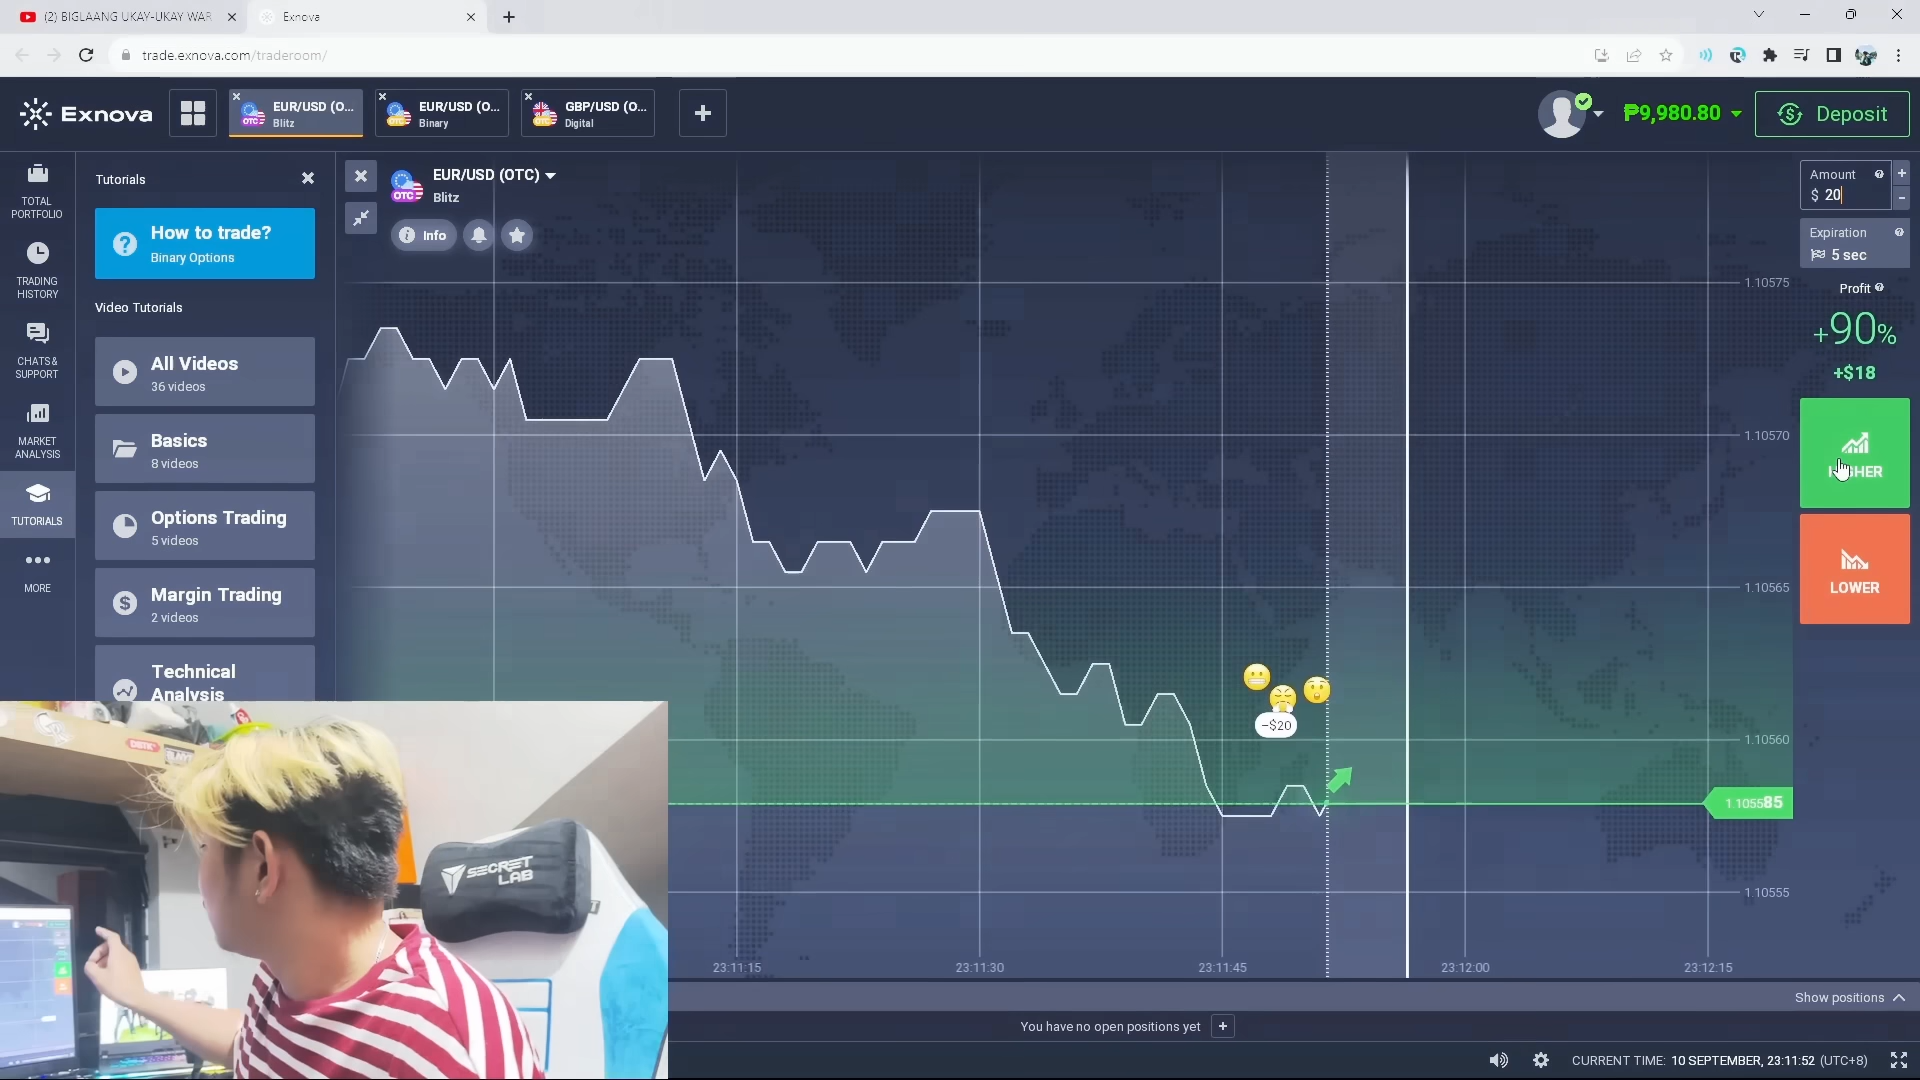 (2) BIGLAANG UKAY-UKAY WAR
Exnova
trade.exnova.com/traderoom/
Exnova
EUR/USD (O...
Blitz
EUR/USD (O...
Binary
GBP/USD (O...
Digital
₱9,980.80
Deposit
TOTAL
PORTFOLIO
TRADING
HISTORY
CHATS &
SUPPORT
MARKET
ANALYSIS
TUTORIALS
MORE
Tutorials
How to trade?
Binary Options
Video Tutorials
All Videos
36 videos
Basics
8 videos
Options Trading
5 videos
Margin Trading
2 videos
Technical
Analysis
OTC
EUR/USD (OTC)
Blitz
Info
Amount
$ 20
Expiration
5 sec
Profit
+90%
+$18
HIGHER
LOWER
1.10575
1.10570
1.10565
1.10560
1.105585
1.10555
-$20
23:11:15
23:11:30
23:11:45
23:12:00
23:12:15
SECRET
LAB
Show positions
You have no open positions yet
CURRENT TIME: 10 SEPTEMBER, 23:11:52 (UTC+8)